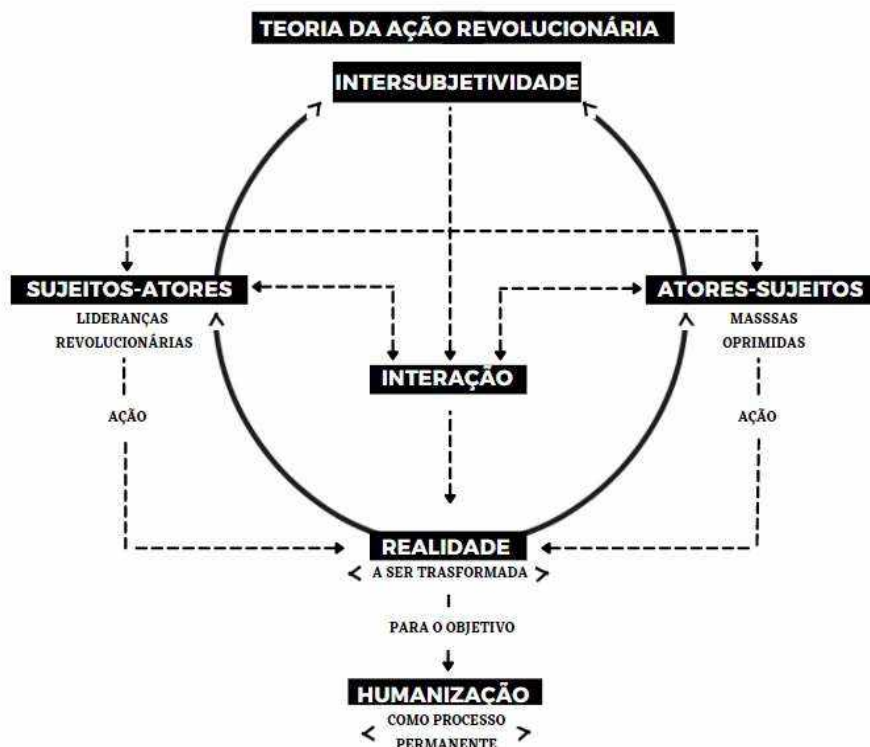 TEORIA DA AÇÃO REVOLUCIONÁRIA
INTERSUBJETIVIDADE
SUJEITOS-ATORES
LIDERANÇAS
REVOLUCIONÁRIAS
ATORES-SUJEITOS
MASSSAS
OPRIMIDAS
INTERAÇÃO
AÇÃO
AÇÃO
REALIDADE
A SER TRASFORMADA
PARA O OBJETIVO
HUMANIZAÇÃO
COMO PROCESSO
PERMANENTE